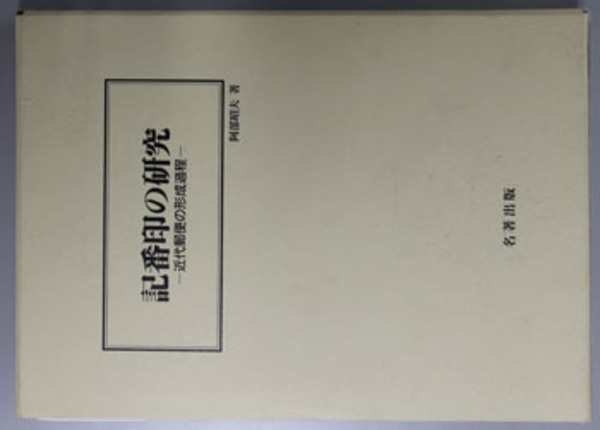 記番印の研究
―近代郵便の形成過程―
阿部昭夫 著
名著出版